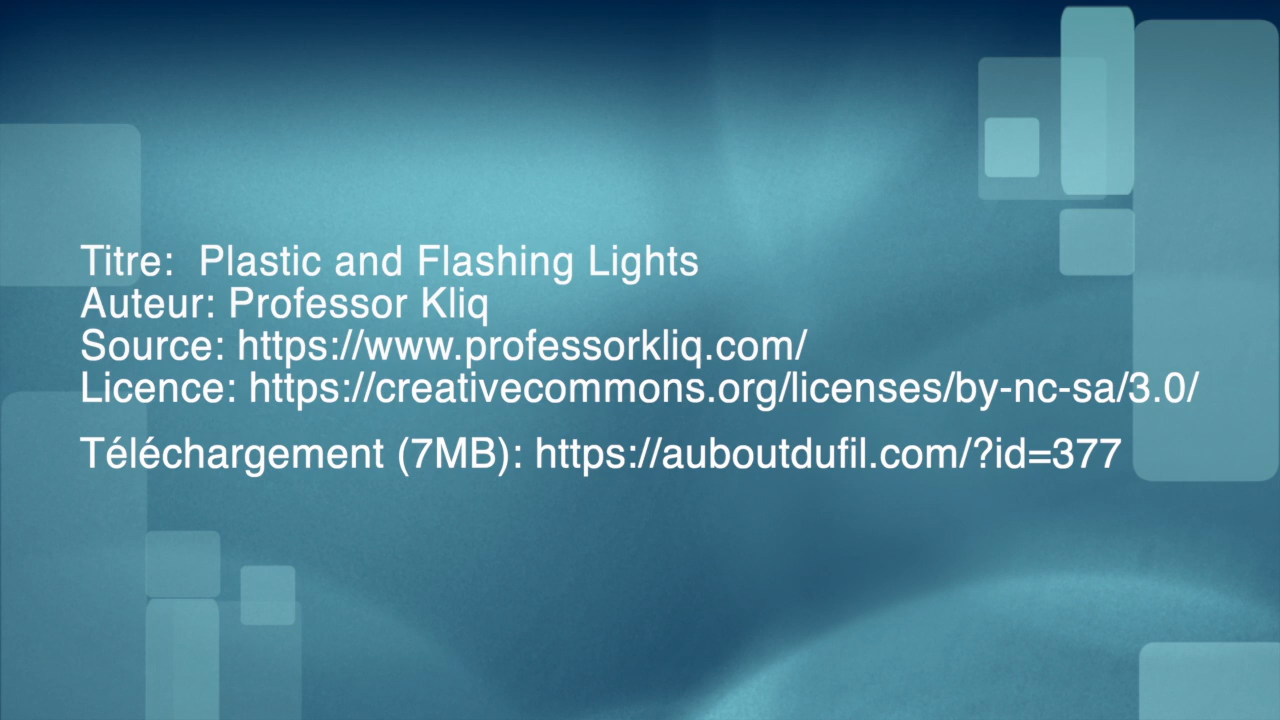 Titre:  Plastic and Flashing Lights
Auteur: Professor Kliq
Source: https://www.professorkliq.com/
Licence: https://creativecommons.org/licenses/by-nc-sa/3.0/
Téléchargement (7MB): https://auboutdufil.com/?id=377